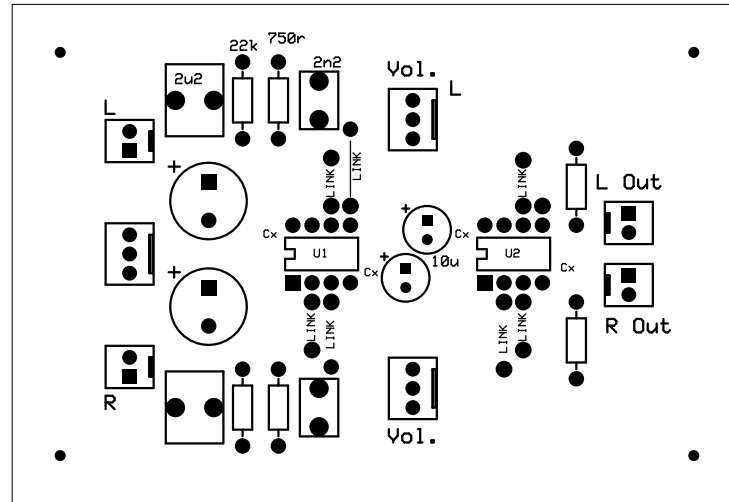 22k 750r
2u2
2n2
Vol.
L
L
+
LINK
LINK
LINK
L Out
+
Cx
U1
Cx
U2
10u
+
+
Cx
Cx
LINK
LINK
LINK
LINK
R Out
R
Vol.